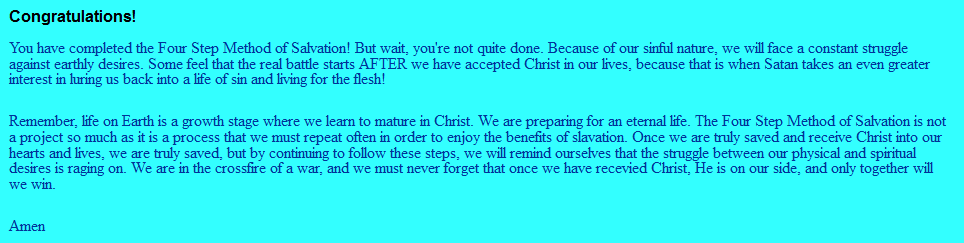 Congratulations!
You have completed the Four Step Method of Salvation! But wait, you're not quite done. Because of our sinful nature, we will face a constant struggle
against earthly desires. Some feel that the real battle starts AFTER we have accepted Christ in our lives, because that is when Satan takes an even greater
interest in luring us back into a life of sin and living for the flesh!
Remember, life on Earth is a growth stage where we learn to mature in Christ. We are preparing for an eternal life. The Four Step Method of Salvation is not
a project so much as it is a process that we must repeat often in order to enjoy the benefits of slavation. Once we are truly saved and receive Christ into our
hearts and lives, we are truly saved, but by continuing to follow these steps, we will remind ourselves that the struggle between our physical and spiritual
desires is raging on. We are in the crossfire of a war, and we must never forget that once we have recevied Christ, He is on our side, and only together will
we win.
Amen